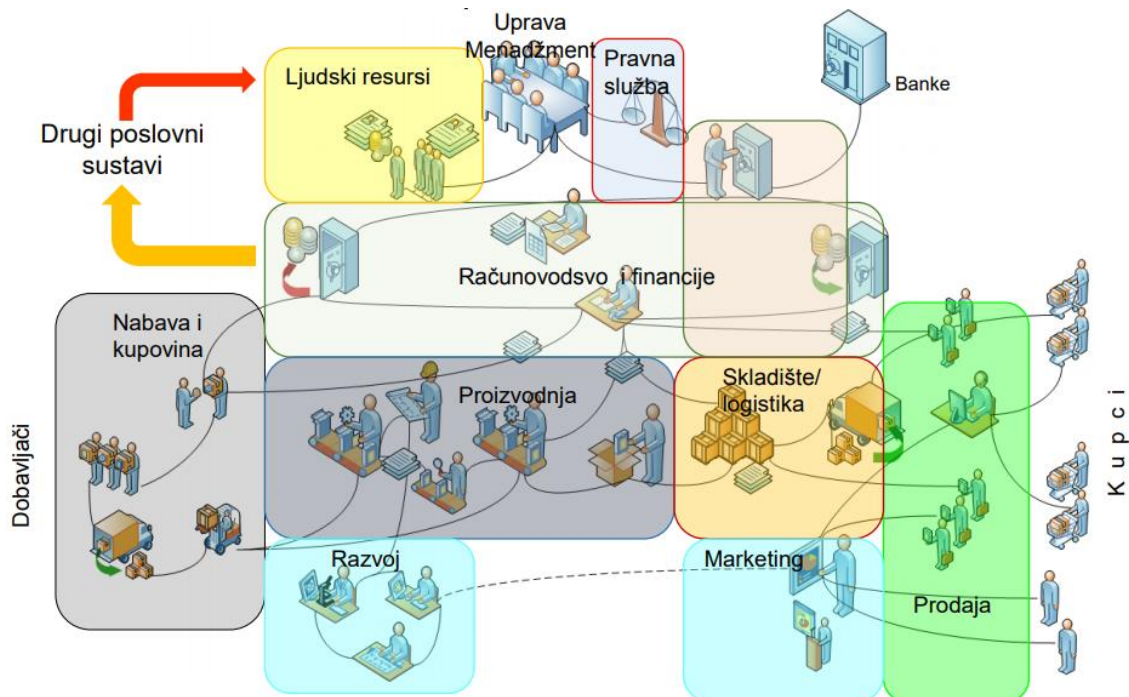 Uprava
Menadžment
Ljudski resursi
Pravna
služba
Banke
Drugi poslovni
sustavi
Računovodsvo i financije
Nabava i
kupovina
Proizvodnja
Skladište/
logistika
Dobavljači
Kupci
Razvoj
Marketing
Prodaja